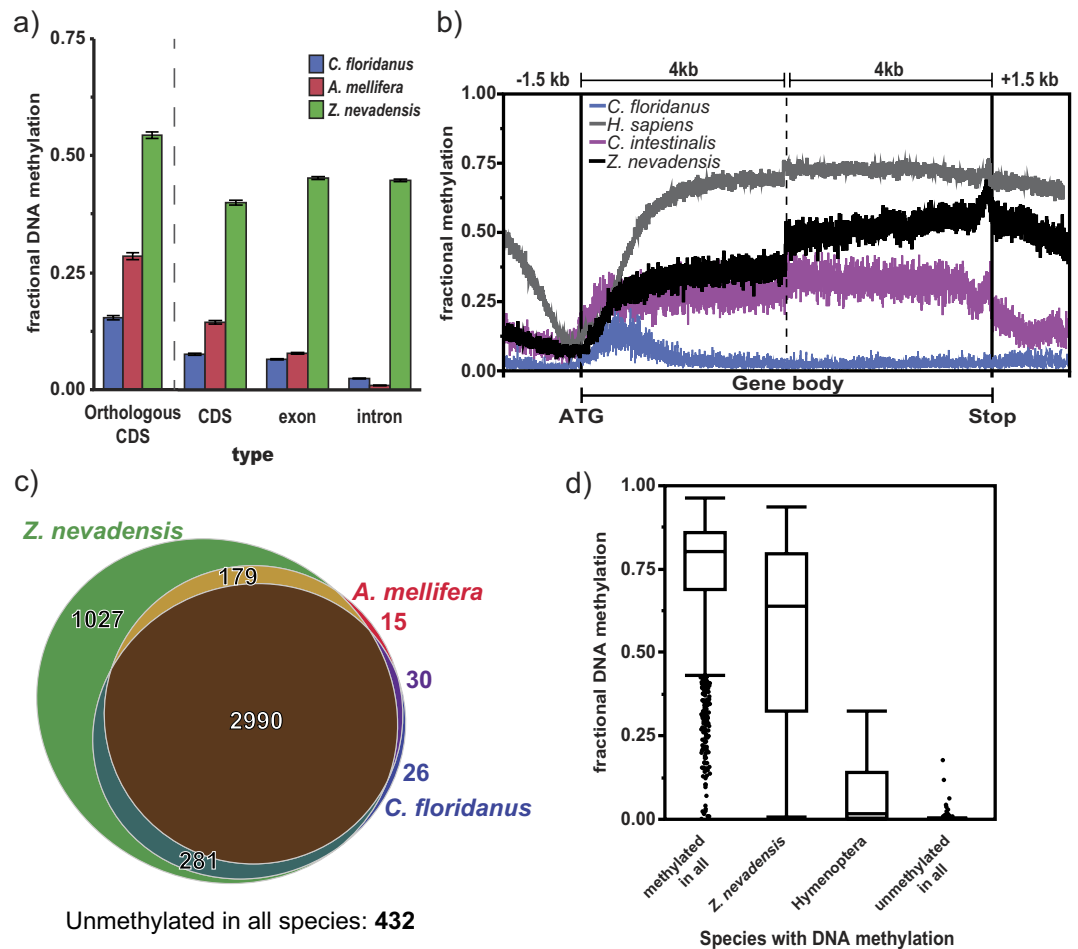 a)
0.75
0.50
0.25
0.00
fractional DNA methylation
C. floridanus
A. mellifera
Z. nevadensis
Orthologous CDS
CDS
exon
intron
type
b)
-1.5 kb
4kb
4kb
+1.5 kb
1.00
0.75
0.50
0.25
0.00
fractional methylation
C. floridanus
H. sapiens
C. intestinalis
Z. nevadensis
Gene body
ATG
Stop
c)
Z. nevadensis
179
A. mellifera
1027
15
30
2990
26
C. floridanus
281
Unmethylated in all species: 432
d)
1.00
0.75
0.50
0.25
0.00
fractional DNA methylation
methylated in all
Z. nevadensis
Hymenoptera
unmethylated in all
Species with DNA methylation